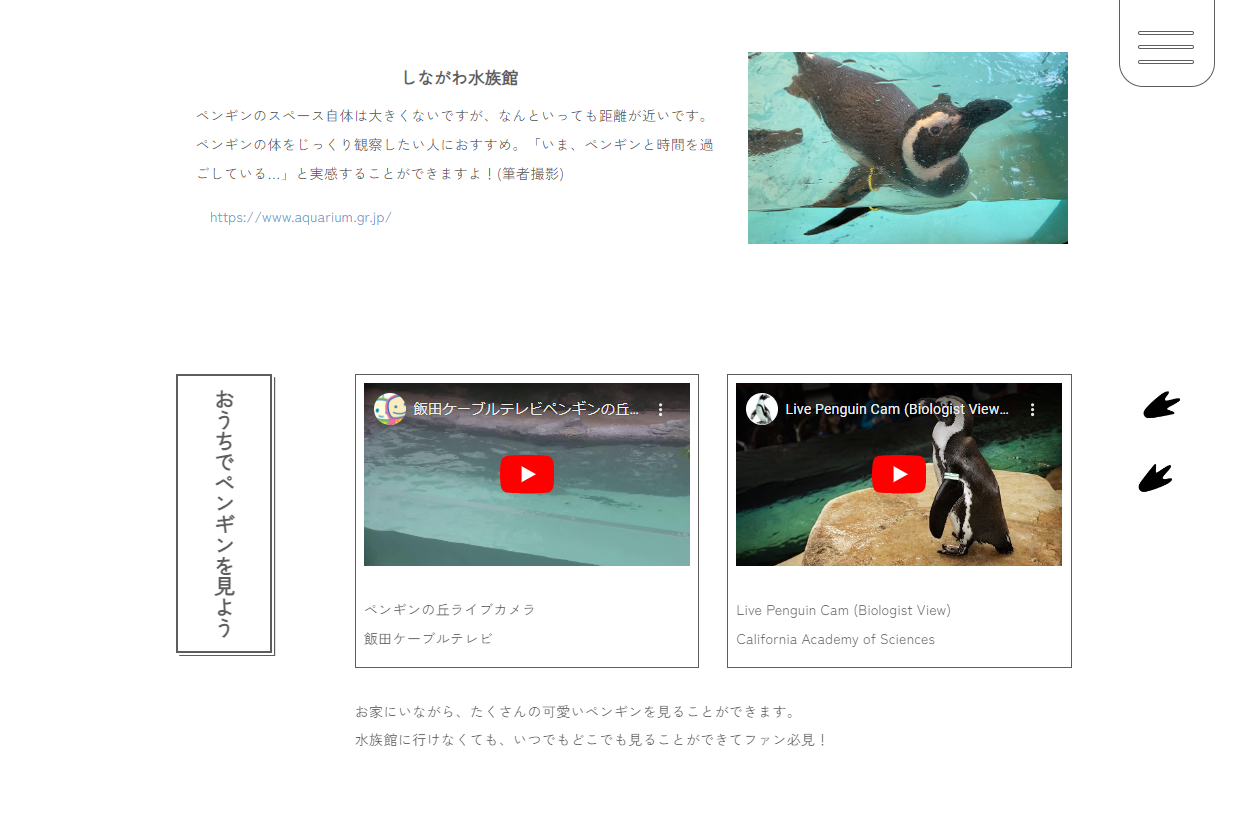 しながわ水族館
ペンギンのスペース自体は大きくないですが、なんといっても距離が近いです。
ペンギンの体をじっくり観察したい人におすすめ。「いま、ペンギンと時間を過
ごしている…」と実感することができますよ！(筆者撮影)
https://www.aquarium.gr.jp/
おうちでペンギンを見よう
飯田ケーブルテレビペンギンの丘...
ペンギンの丘ライブカメラ
飯田ケーブルテレビ
Live Penguin Cam (Biologist View...
Live Penguin Cam (Biologist View)
California Academy of Sciences
お家にいながら、たくさんの可愛いペンギンを見ることができます。
水族館に行けなくても、いつでもどこでも見ることができてファン必見！